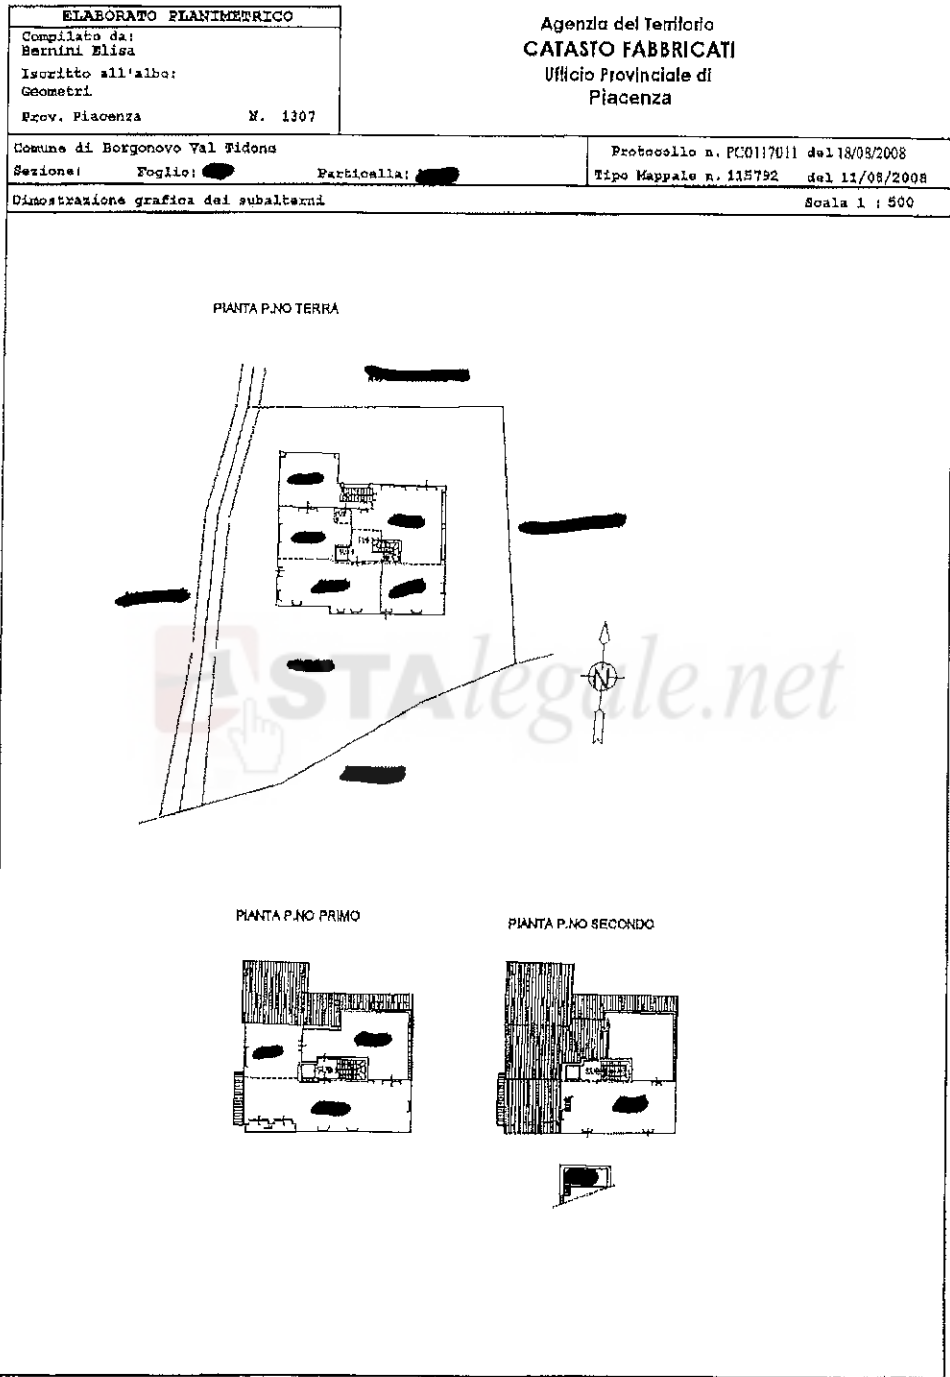 ELABORATO PLANIMETRICO
Compilato da:
Bernini Elisa
Iscritto all'albo:
Geometri
Prov. Piacenza N. 1307
Agenzia del Territorio
CATASTO FABBRICATI
Ufficio Provinciale di
Piacenza
Comune di Borgonovo Val Tidone
Sezione: Foglio: Particella:
Protocollo n. PC0117011 del 18/08/2008
Tipo Mappale n. 115792 del 11/08/2008
Dimostrazione grafica dei subalterni
Scala 1 : 500
PIANTA P.NO TERRA
ASTAlegale.net
N
PIANTA P.NO PRIMO
PIANTA P.NO SECONDO